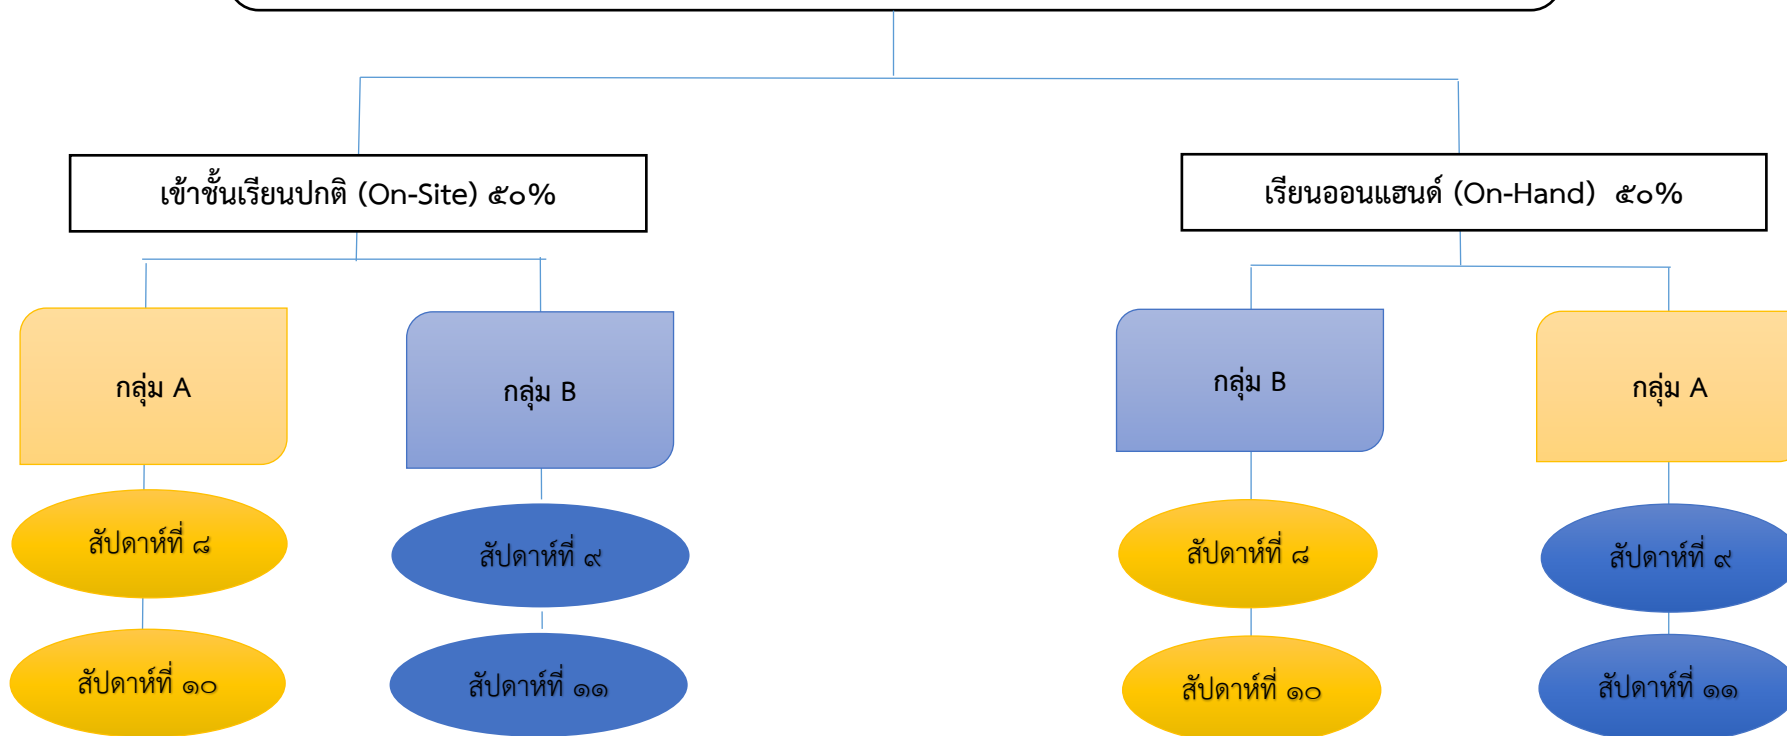 เข้าชั้นเรียนปกติ (On-Site) ๕๐%
เรียนออนแฮนด์ (On-Hand) ๕๐%
กลุ่ม A
กลุ่ม B
กลุ่ม B
กลุ่ม A
สัปดาห์ที่ ๘
สัปดาห์ที่ ๙
สัปดาห์ที่ ๘
สัปดาห์ที่ ๙
สัปดาห์ที่ ๑๐
สัปดาห์ที่ ๑๑
สัปดาห์ที่ ๑๐
สัปดาห์ที่ ๑๑